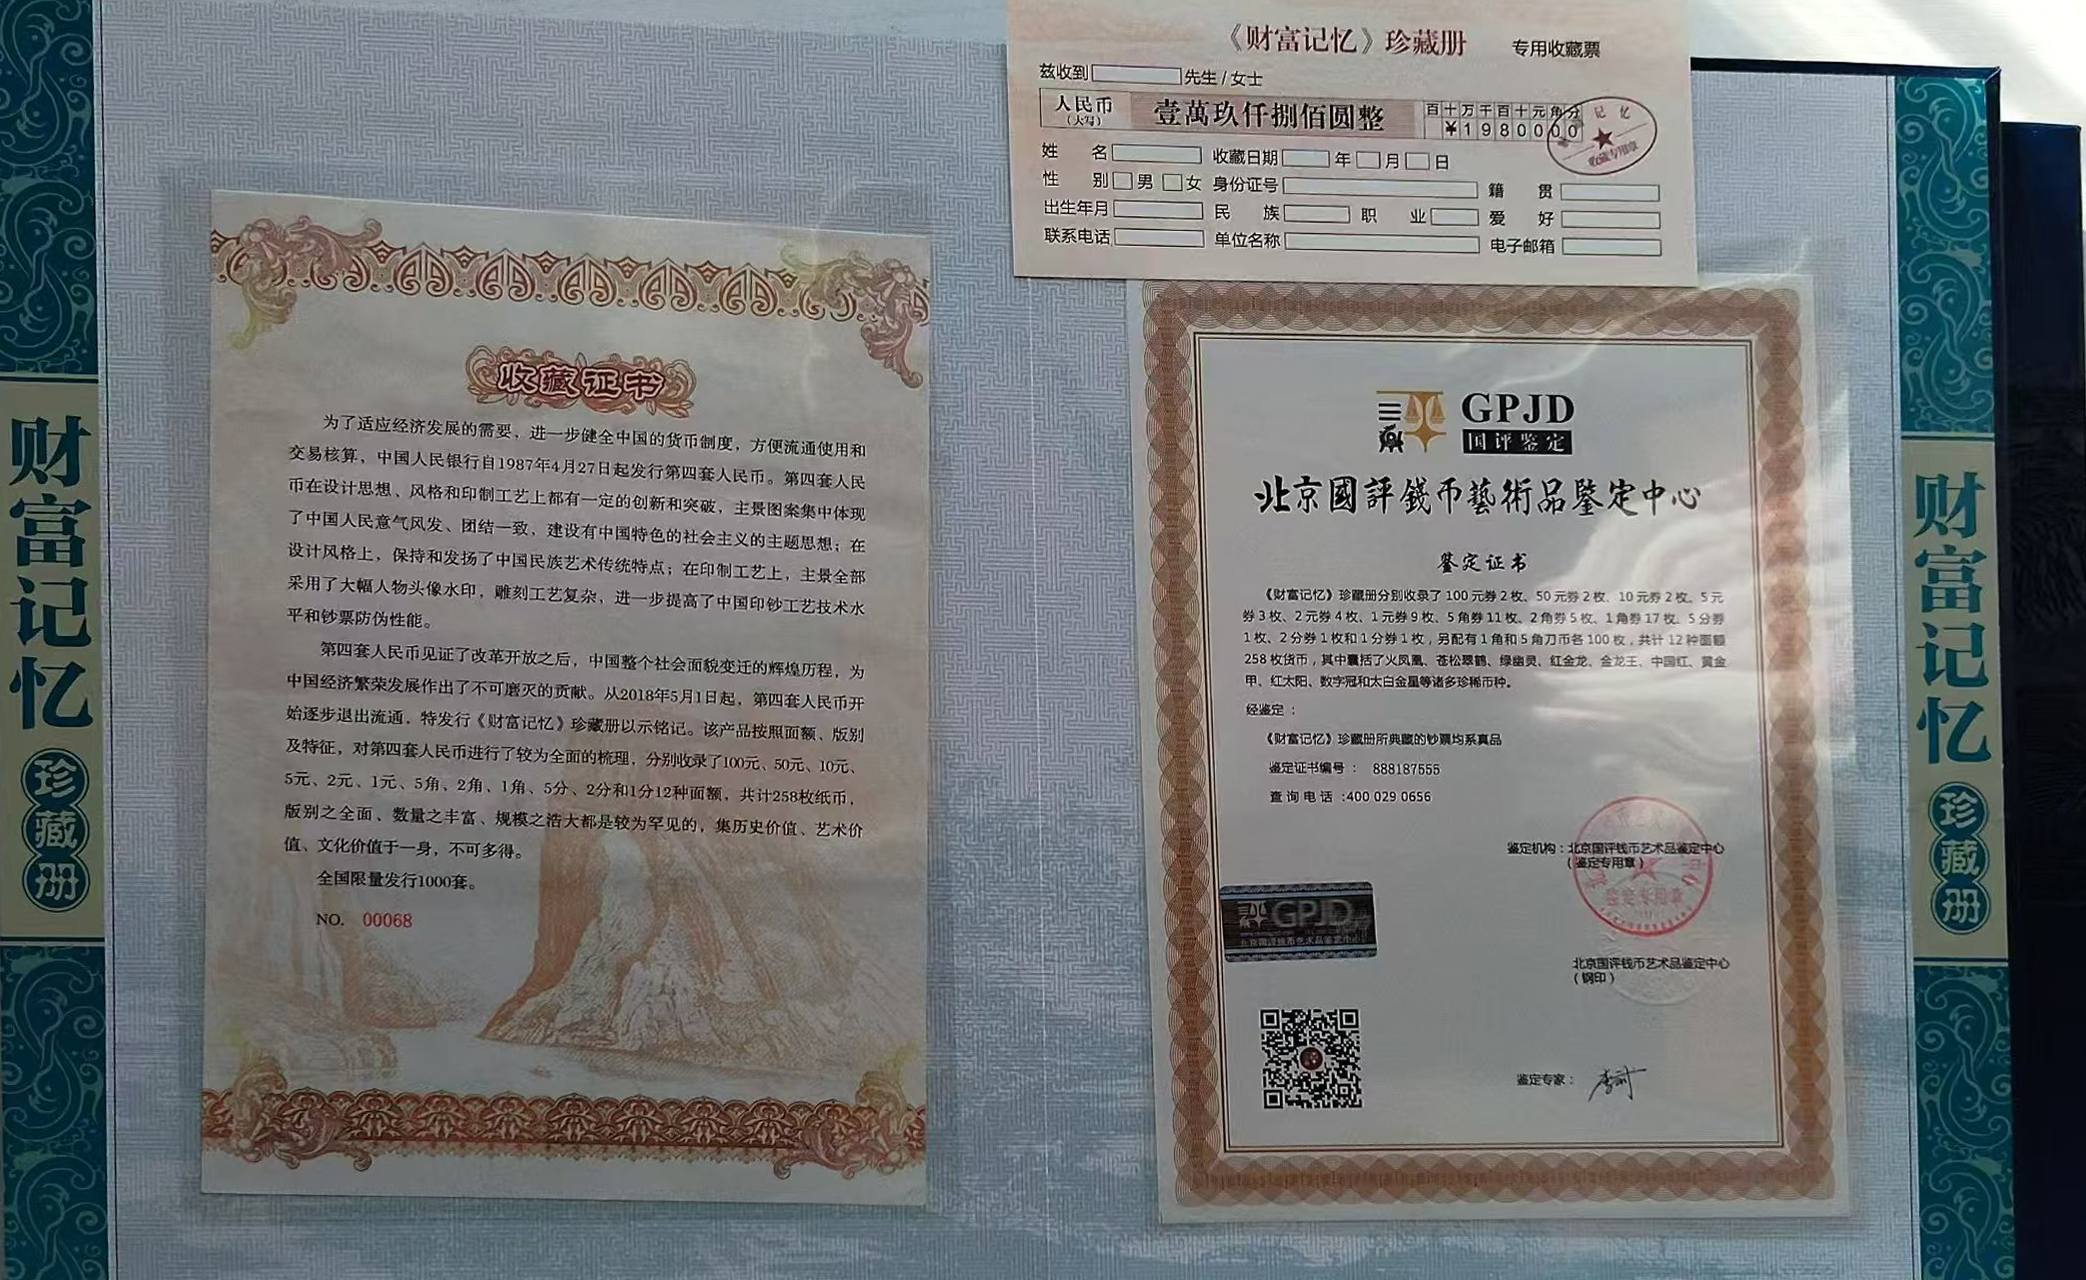 财富记忆
珍藏册
收藏证书
为了适应经济发展的需要，进一步健全中国的货币制度，方便流通使用和
交易核算，中国人民银行自1987年4月27日起发行第四套人民币。第四套人民
币在设计思想、风格和印制工艺上都有一定的创新和突破，主景图案集中体现
了中国人民意气风发、团结一致，建设有中国特色的社会主义的主题思想；在
设计风格上，保持和发扬了中国民族艺术传统特点；在印制工艺上，主景全部
采用了大幅人物头像水印，雕刻工艺复杂，进一步提高了中国印钞工艺技术水
平和钞票防伪性能。
第四套人民币见证了改革开放之后，中国整个社会面貌变迁的辉煌历程，为
中国经济繁荣发展作出了不可磨灭的贡献。从2018年5月1日起，第四套人民币开
始逐步退出流通，特发行《财富记忆》珍藏册以示铭记。该产品按照面额、版别
及特征，对第四套人民币进行了较为全面的梳理，分别收录了100元、50元、10元、
5元、2元、1元、5角、2角、1角、5分、2分和1分12种面额，共计258枚纸币，
版别之全面、数量之丰富、规模之浩大都是较为罕见的，集历史价值、艺术价
值、文化价值于一身，不可多得。
全国限量发行1000套。
NO. 00068
《财富记忆》珍藏册 专用收藏票
兹收到 先生/女士
人民币 壹萬玖仟捌佰圆整 百十万千百十元角分
（大写） ¥1980000
记忆
收藏专用章
姓 名 收藏日期 年 月 日
性 别 男 女 身份证号 籍 贯
出生年月 民 族 职 业 爱 好
联系电话 单位名称 电子邮箱
GPJD
国评鉴定
北京國評錢币藝術品鑒定中心
鉴定证书
《财富记忆》珍藏册分别收录了100元券2枚、50元券2枚、10元券2枚、5元
券3枚、2元券4枚、1元券9枚、5角券11枚、2角券5枚、1角券17枚、5分券
1枚、2分券1枚和1分券1枚，另配有1角和5角刀币各100枚，共计12种面额
258枚货币，其中囊括了火凤凰、苍松翠鹤、绿幽灵、红金龙、金龙王、中国红、黄金
甲、红太阳、数字冠和太白金星等诸多珍稀币种。
经鉴定：
《财富记忆》珍藏册所典藏的钞票均系真品
鉴定证书编号： 888187555
查询电话:400 029 0656
鉴定机构：北京国评钱币艺术品鉴定中心
（鉴定专用章）
鉴定专用章
GPJD
北京国评钱币艺术品鉴定中心
北京国评钱币艺术品鉴定中心
（钢印）
鉴定专家：
财富记忆
珍藏册